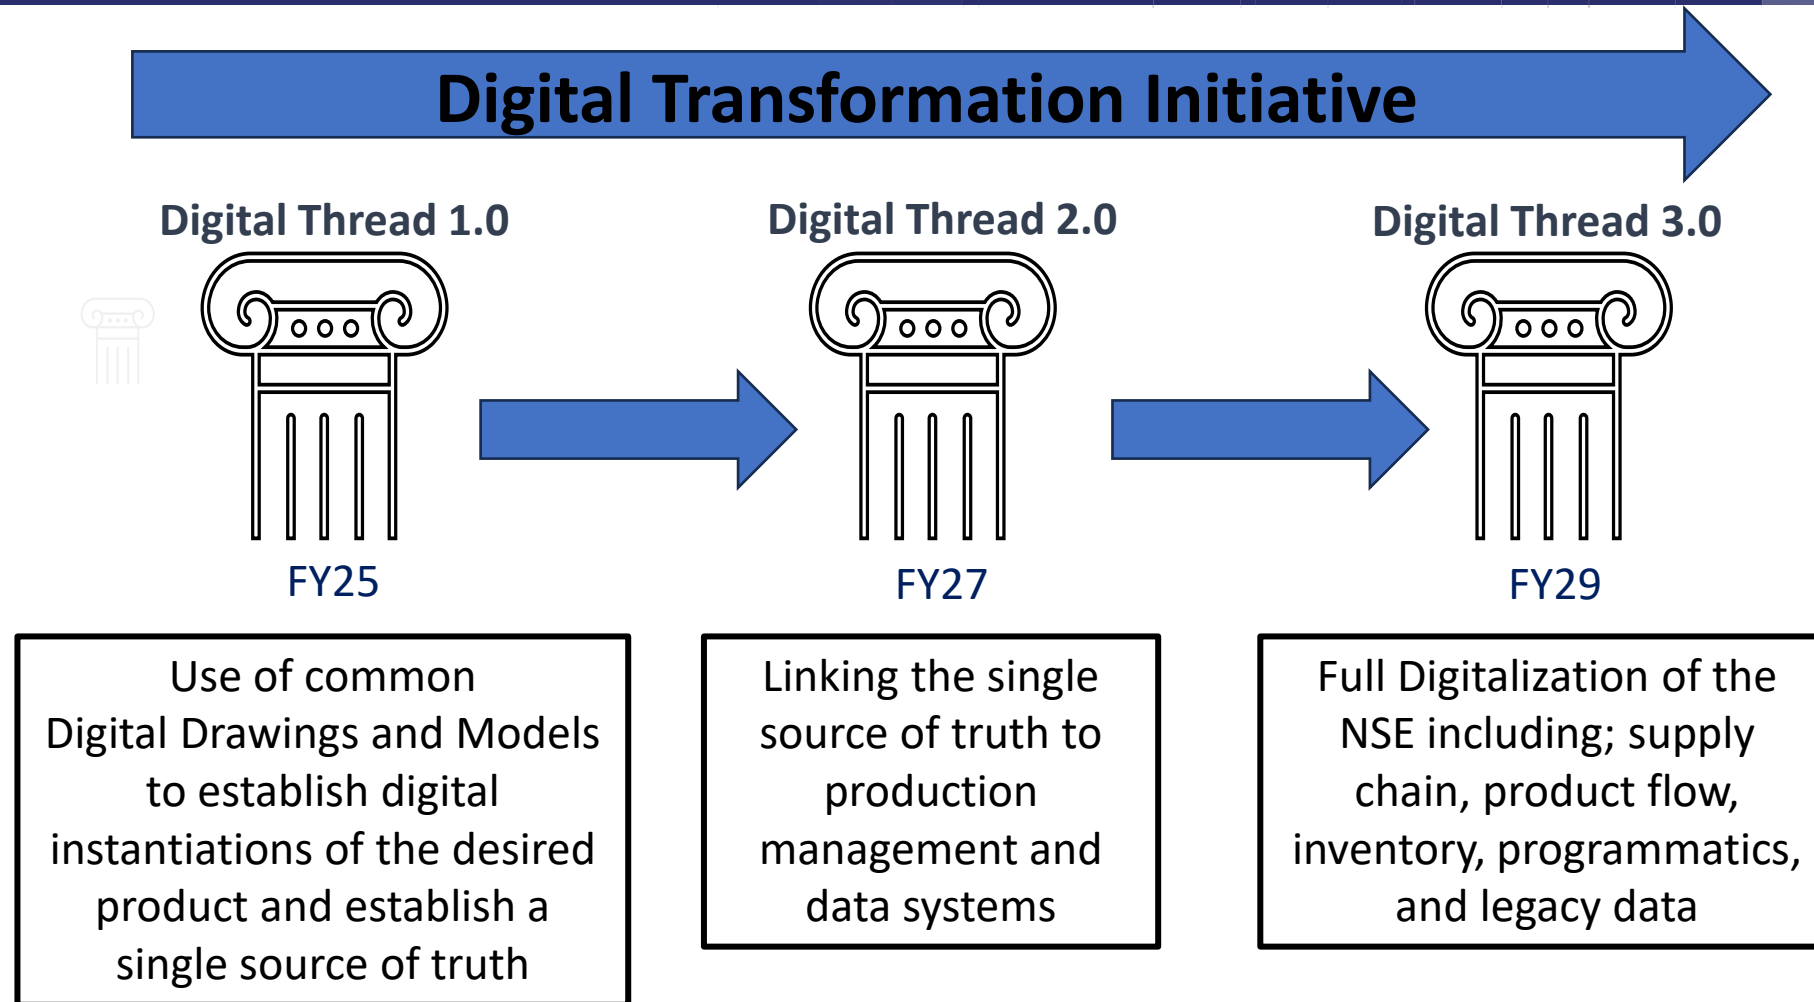 Digital Transformation Initiative
Digital Thread 1.0
Digital Thread 2.0
Digital Thread 3.0
FY25
FY27
FY29
Use of common
Digital Drawings and Models
to establish digital
instantiations of the desired
product and establish a
single source of truth
Linking the single
source of truth to
production
management and
data systems
Full Digitalization of the
NSE including; supply
chain, product flow,
inventory, programmatics,
and legacy data